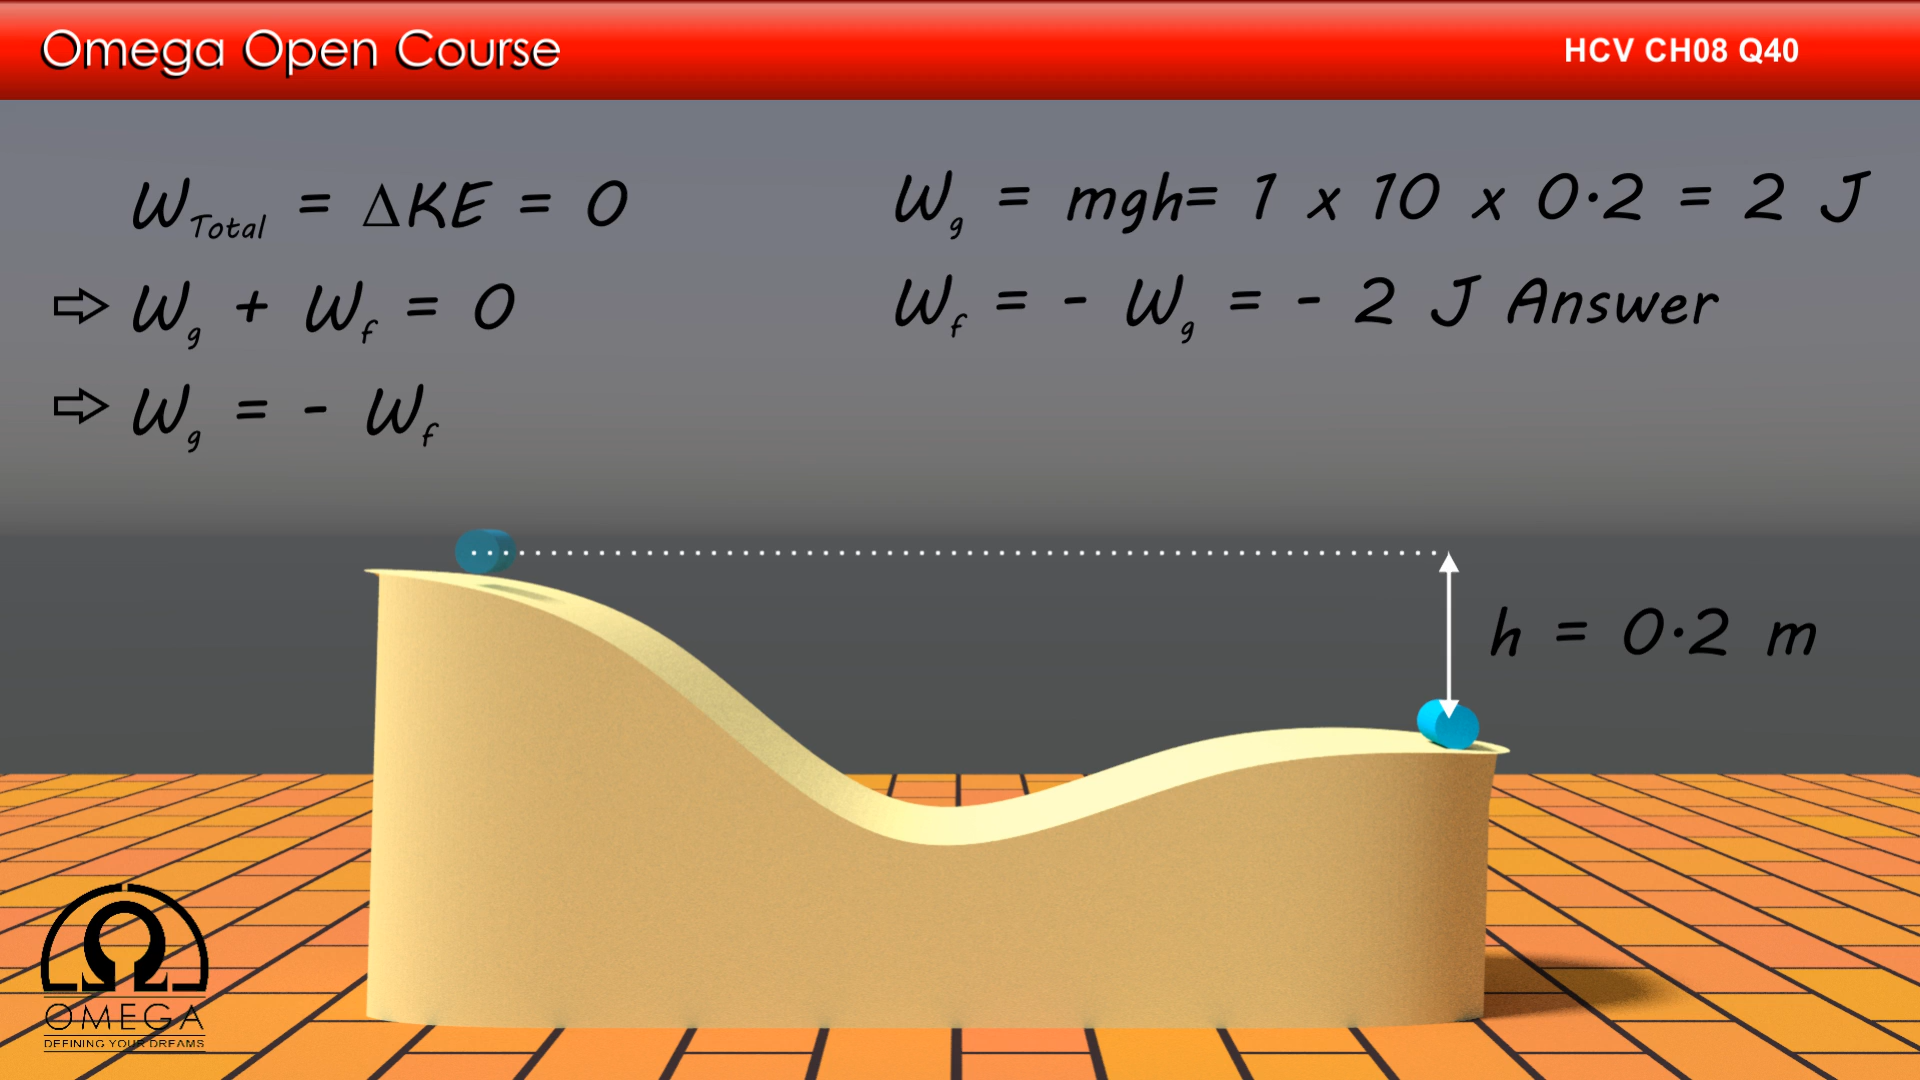 Omega Open Course
HCV CH08 Q40
W_Total = ΔKE = 0
⇨ W_g + W_f = 0
⇨ W_g = - W_f
W_g = mgh= 1 x 10 x 0·2 = 2 J
W_f = - W_g = - 2 J Answer
h = 0·2 m
Ω
OMEGA
DEFINING YOUR DREAMS